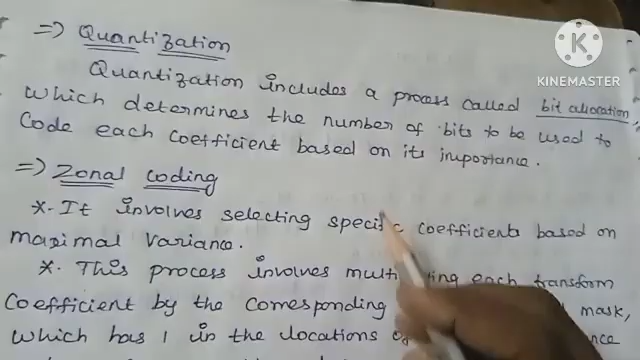 => Quantization
Quantization includes a process called bit allocation,
which determines the number of bits to be used to
Code each coefficient based on its importance.
=> Zonal Coding
*. It involves selecting specific coefficients based on
maximal variance.
*. This process involves each transform
Coefficient by the corresponding mask,
which has 1 in the locations
KINEMASTER